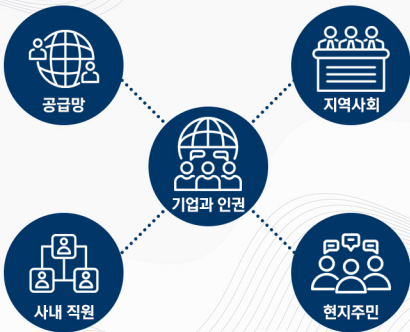 공급망
지역사회
기업과 인권
사내 직원
현지주민